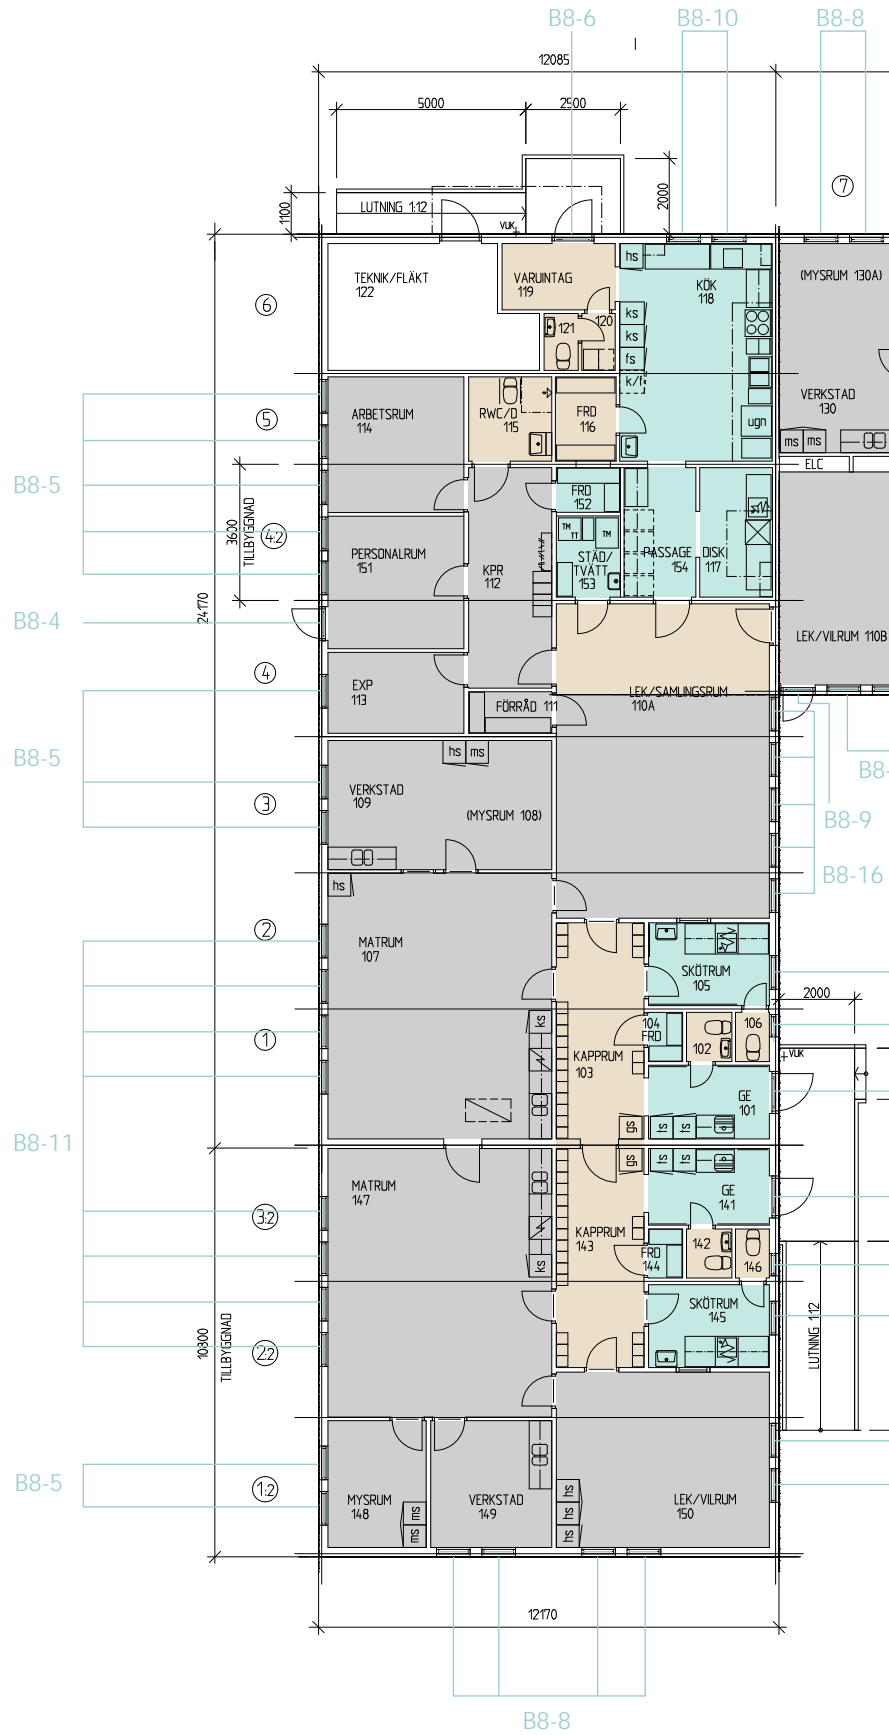 B8-6
B8-10
B8-8
12085
5000
2500
2000
1100
LUTNING 1:12
VUK
7
6
TEKNIK/FLÄKT
122
VARUINTAG
119
hs
KÖK
118
(MYSRUM 130A)
121
120
ks
ks
fs
k/f
5
ARBETSRUM
114
RWC/D
115
FRD
116
ugn
VERKSTAD
130
ms
ms
ELC
B8-5
3600
TILLBYGGNAD
4:2
FRD
152
PERSONALRUM
151
KPR
112
TM
TT
TM
STÄD/
TVÄTT
153
PASSAGE
154
DISK
117
24170
B8-4
LEK/VILRUM 110B
4
EXP
113
FÖRRÅD 111
LEK/SAMLINGSRUM
110A
B8-5
hs
ms
B8-
3
VERKSTAD
109
(MYSRUM 108)
B8-9
B8-16
hs
2
MATRUM
107
SKÖTRUM
105
2000
1
ks
104
FRD
102
106
VUK
KAPPRUM
103
GE
101
gs
ts
ts
B8-11
gs
ts
ts
MATRUM
147
GE
141
3:2
KAPPRUM
143
142
FRD
144
146
ks
SKÖTRUM
145
10800
TILLBYGGNAD
2:2
LUTNING 1:12
B8-5
1:2
MYSRUM
148
ms
ms
VERKSTAD
149
hs
hs
hs
LEK/VILRUM
150
12170
B8-8